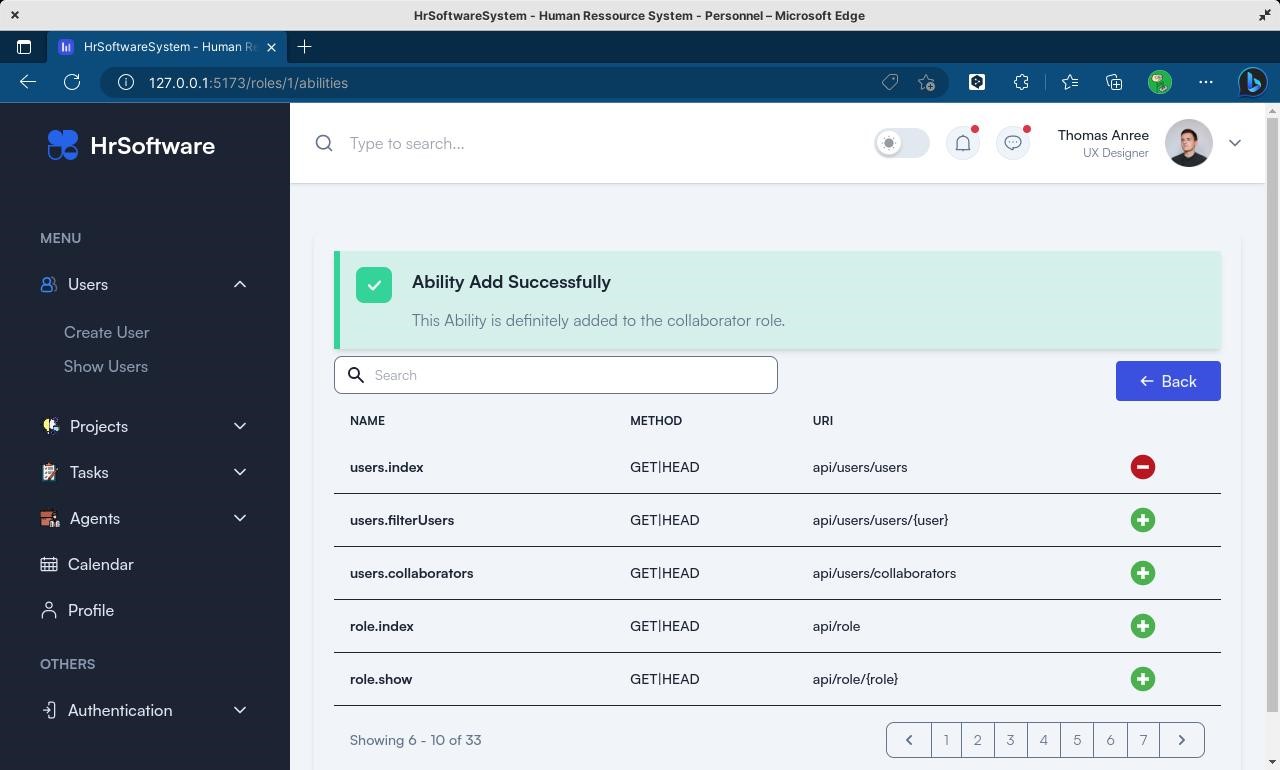 HrSoftwareSystem - Human Ressource System - Personnel – Microsoft Edge
HrSoftwareSystem - Human Re
127.0.0.1:5173/roles/1/abilities
HrSoftware
Type to search...
Thomas Anree
UX Designer
MENU
Users
Create User
Show Users
Projects
Tasks
Agents
Calendar
Profile
OTHERS
Authentication
Ability Add Successfully
This Ability is definitely added to the collaborator role.
Search
Back
NAME METHOD URI
users.index GET|HEAD api/users/users
users.filterUsers GET|HEAD api/users/users/{user}
users.collaborators GET|HEAD api/users/collaborators
role.index GET|HEAD api/role
role.show GET|HEAD api/role/{role}
Showing 6 - 10 of 33
1 2 3 4 5 6 7